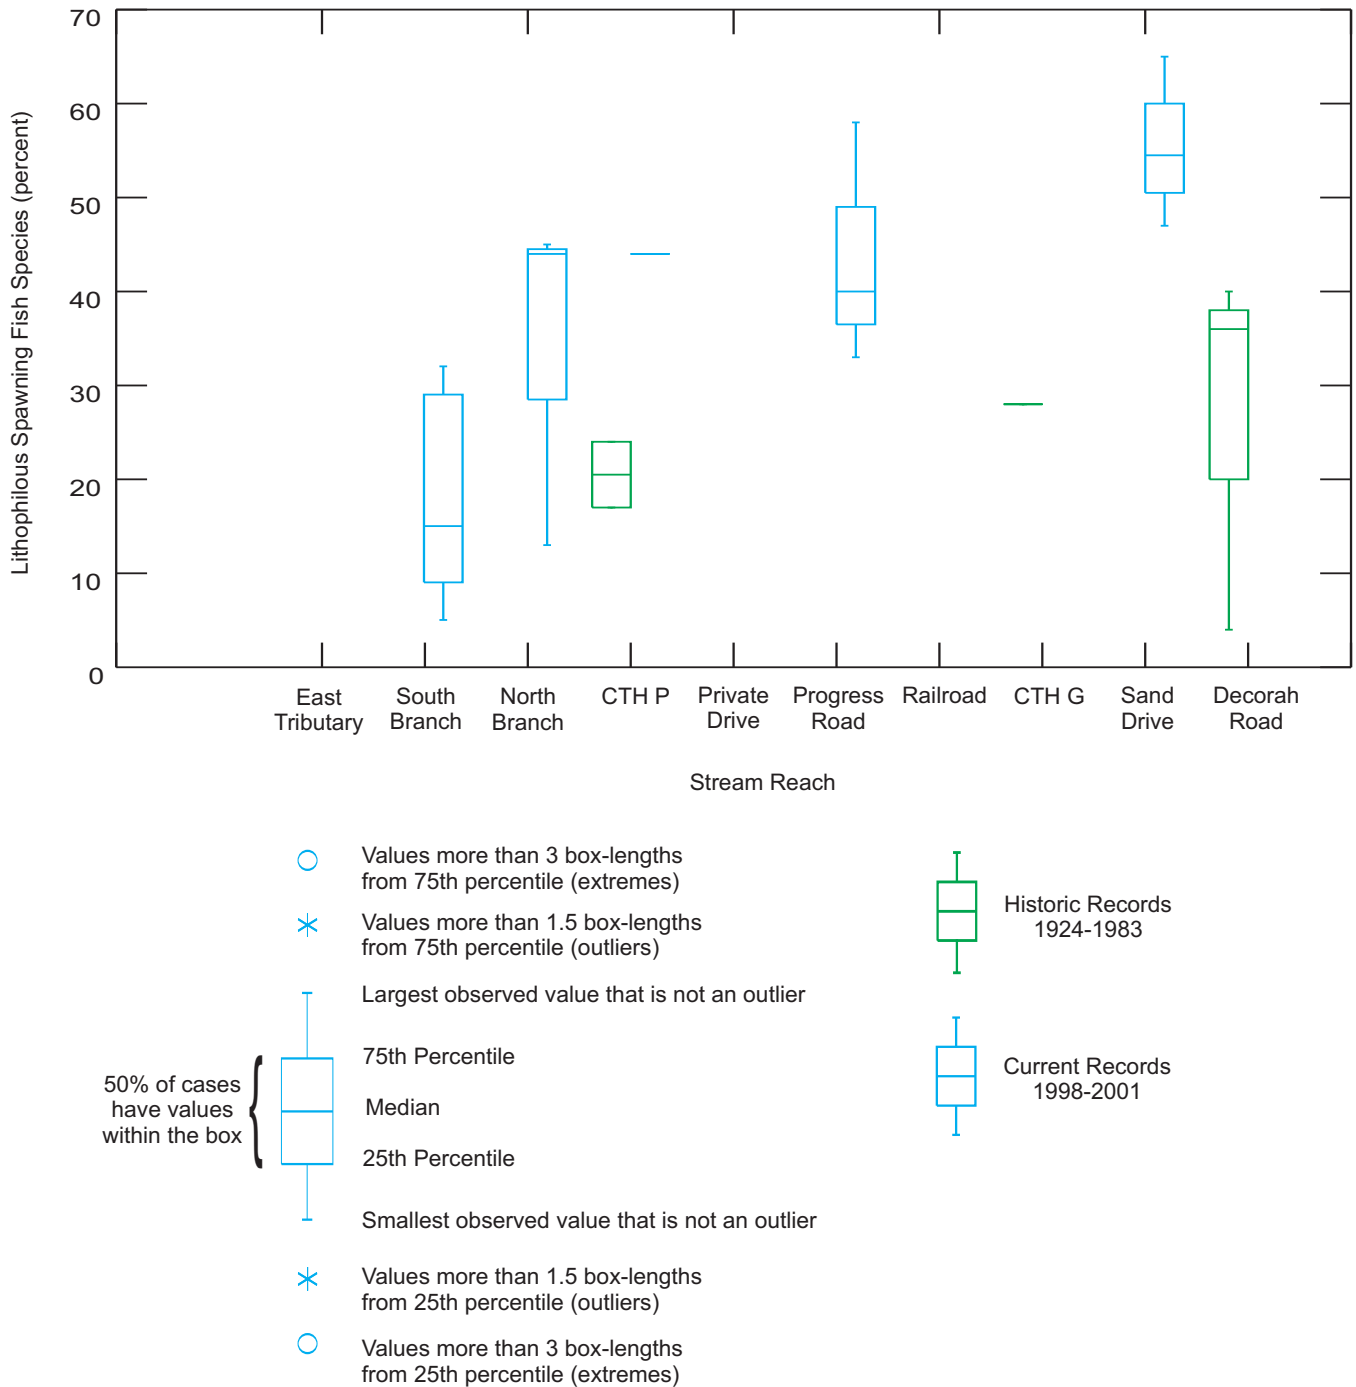 Lithophilous Spawning Fish Species (percent)
70
60
50
40
30
20
10
0
East
Tributary
South
Branch
North
Branch
CTH P
Private
Drive
Progress
Road
Railroad
CTH G
Sand
Drive
Decorah
Road
Stream Reach
Values more than 3 box-lengths
from 75th percentile (extremes)
Values more than 1.5 box-lengths
from 75th percentile (outliers)
Largest observed value that is not an outlier
75th Percentile
50% of cases
have values
within the box
Median
25th Percentile
Smallest observed value that is not an outlier
Values more than 1.5 box-lengths
from 25th percentile (outliers)
Values more than 3 box-lengths
from 25th percentile (extremes)
Historic Records
1924-1983
Current Records
1998-2001